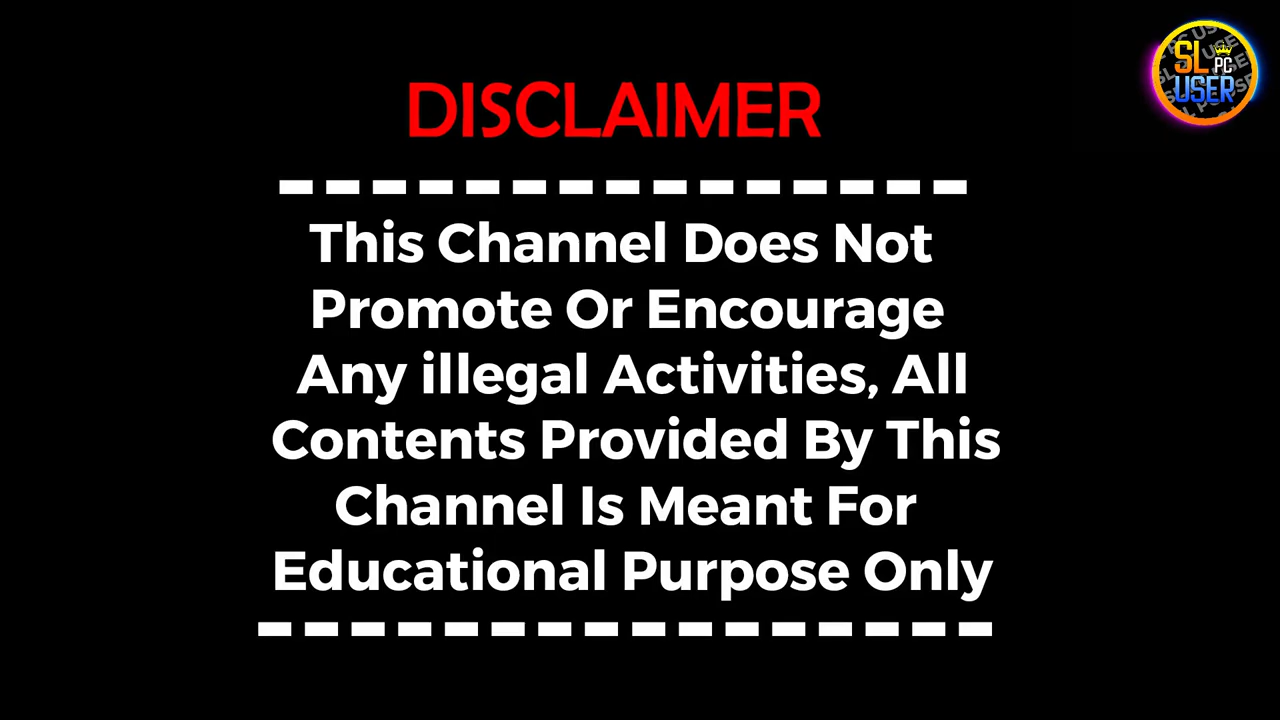 DISCLAIMER
This Channel Does Not
Promote Or Encourage
Any illegal Activities, All
Contents Provided By This
Channel Is Meant For
Educational Purpose Only
SL
PC
USER